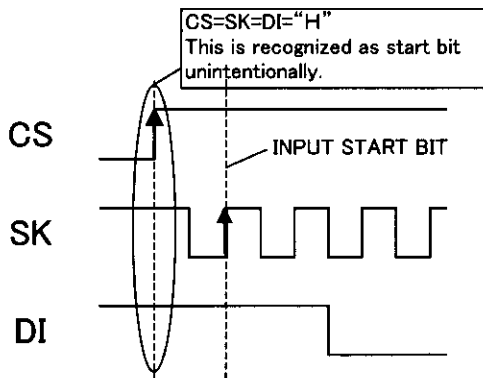 CS=SK=DI=“H”
This is recognized as start bit
unintentionally.
CS
INPUT START BIT
SK
DI